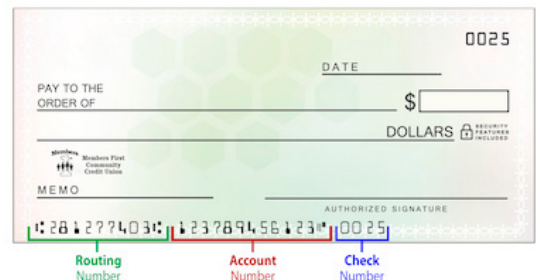 0025
DATE
PAY TO THE
ORDER OF
$
DOLLARS SECURITY FEATURES INCLUDED
Members Members First
Community
Credit Union
MEMO
AUTHORIZED SIGNATURE
⑆281277403⑆ 123789456123⑈ 0025
Routing Account Check
Number Number Number